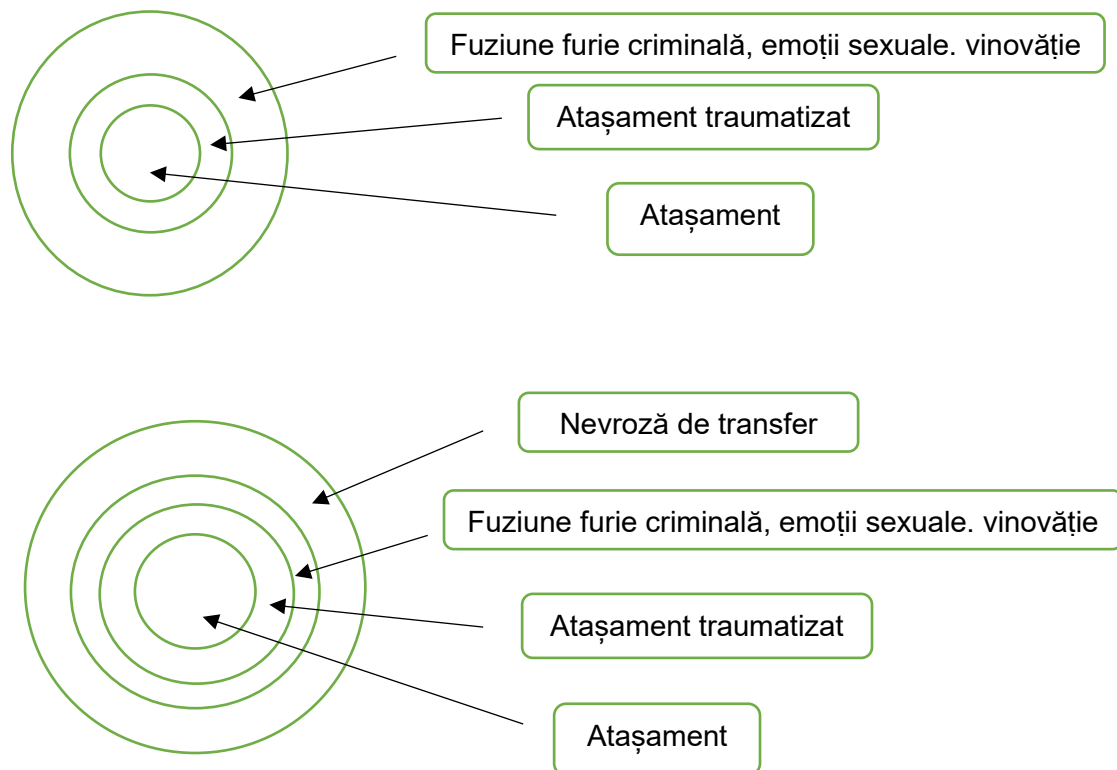 Fuziune furie criminală, emoții sexuale. vinovăție
Atașament traumatizat
Atașament
Nevroză de transfer
Fuziune furie criminală, emoții sexuale. vinovăție
Atașament traumatizat
Atașament